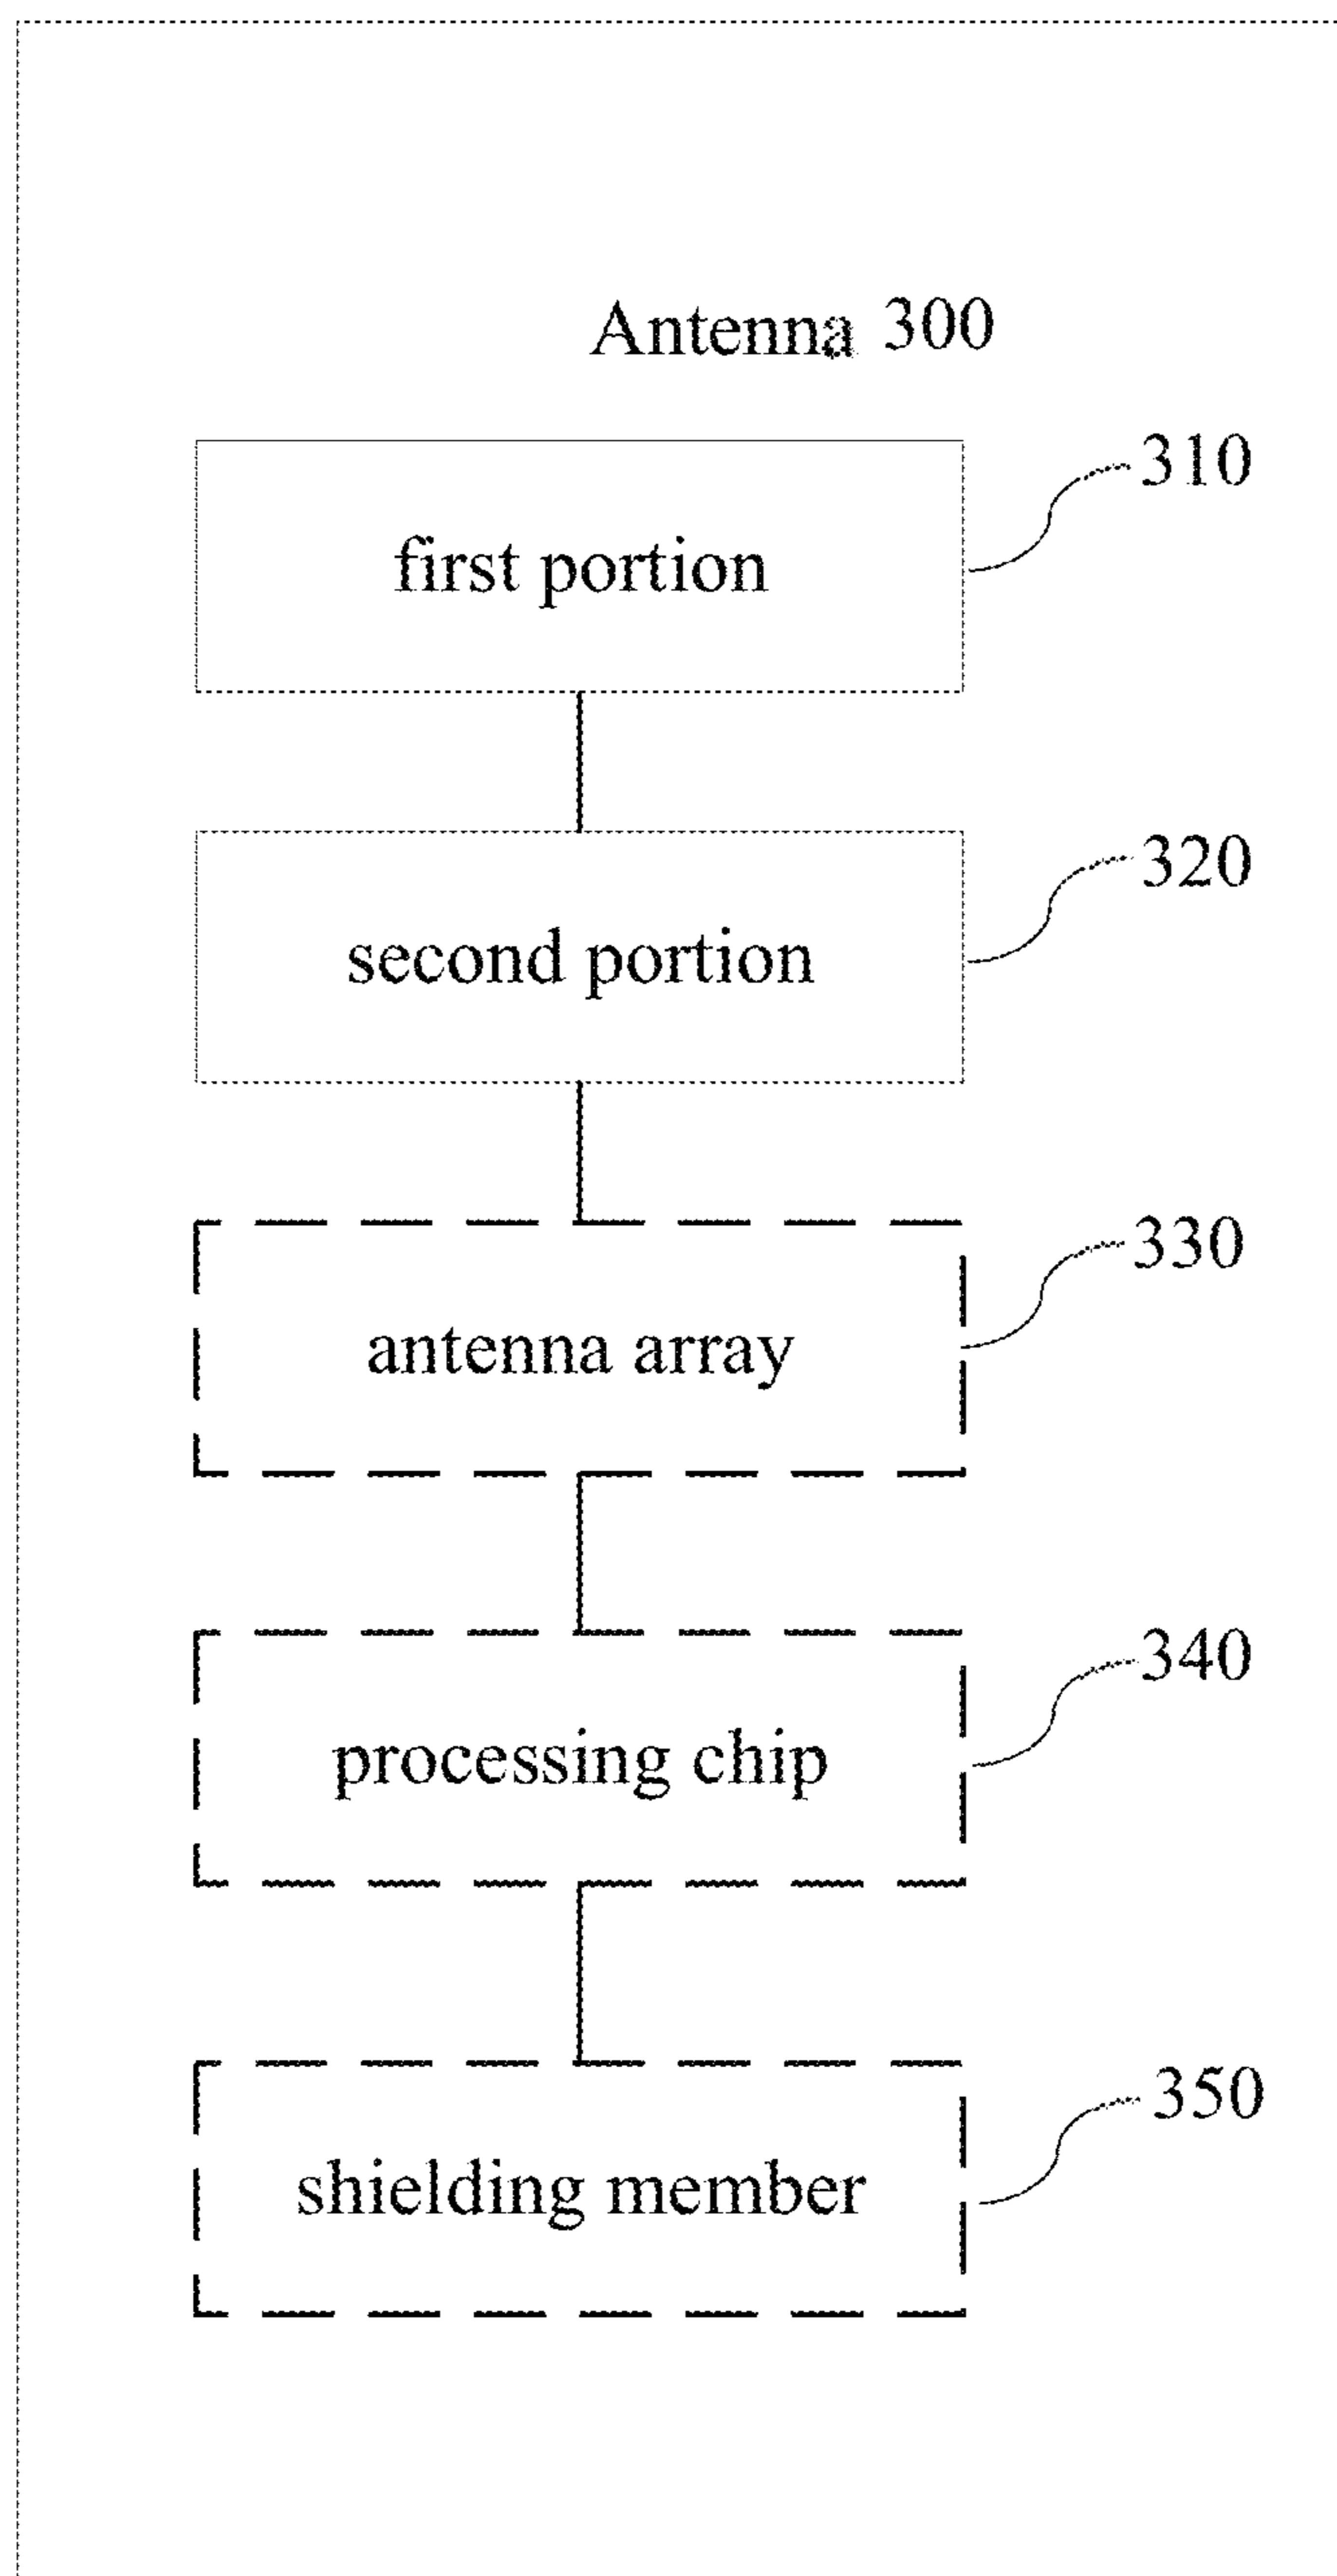 Antenna 300
310
first portion
320
second portion
330
antenna array
340
processing chip
350
shielding member